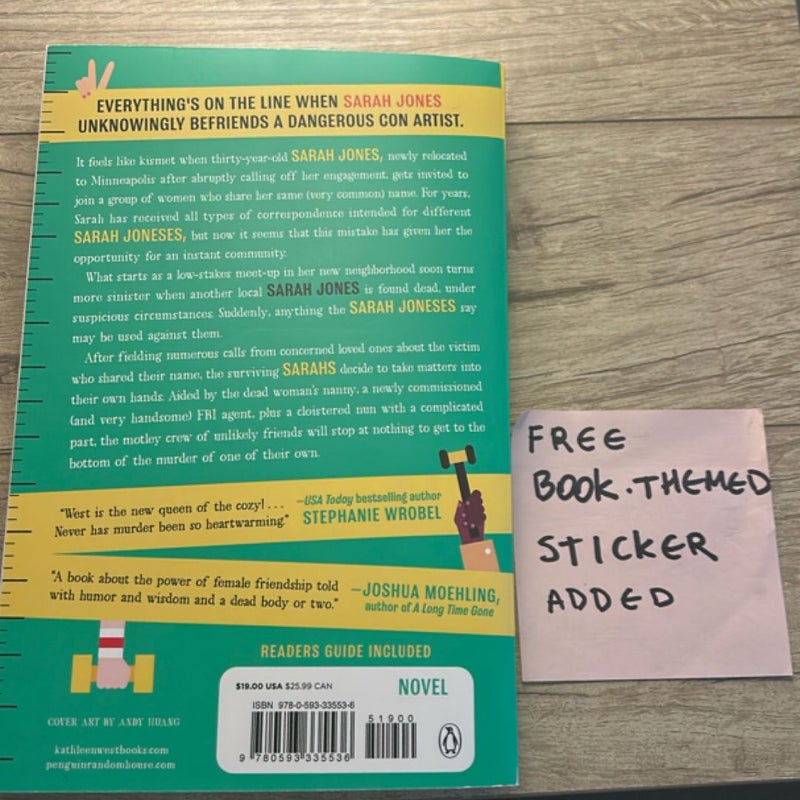 EVERYTHING'S ON THE LINE WHEN SARAH JONES
UNKNOWINGLY BEFRIENDS A DANGEROUS CON ARTIST.
It feels like kismet when thirty-year-old SARAH JONES, newly relocated
to Minneapolis after abruptly calling off her engagement, gets invited to
join a group of women who share her same (very common) name. For years,
Sarah has received all types of correspondence intended for different
SARAH JONESES, but now it seems that this mistake has given her the
opportunity for an instant community.
What starts as a low-stakes meet-up in her new neighborhood soon turns
more sinister when another local SARAH JONES is found dead, under
suspicious circumstances. Suddenly, anything the SARAH JONESES say
may be used against them.
After fielding numerous calls from concerned loved ones about the victim
who shared their name, the surviving SARAHS decide to take matters into
their own hands. Aided by the dead woman's nanny, a newly commissioned
(and very handsome) FBI agent, plus a cloistered nun with a complicated
past, the motley crew of unlikely friends will stop at nothing to get to the
bottom of the murder of one of their own.
"West is the new queen of the cozy! . . .
Never has murder been so heartwarming."
—USA Today bestselling author
STEPHANIE WROBEL
"A book about the power of female friendship told
with humor and wisdom and a dead body or two."
—JOSHUA MOEHLING,
author of A Long Time Gone
READERS GUIDE INCLUDED
$19.00 USA $25.99 CAN
NOVEL
ISBN 978-0-593-33553-6
51900
9 780593 335536
COVER ART BY ANDY HUANG
kathleenwestbooks.com
penguinrandomhouse.com
FREE
BOOK.THEMED
STICKER
ADDED